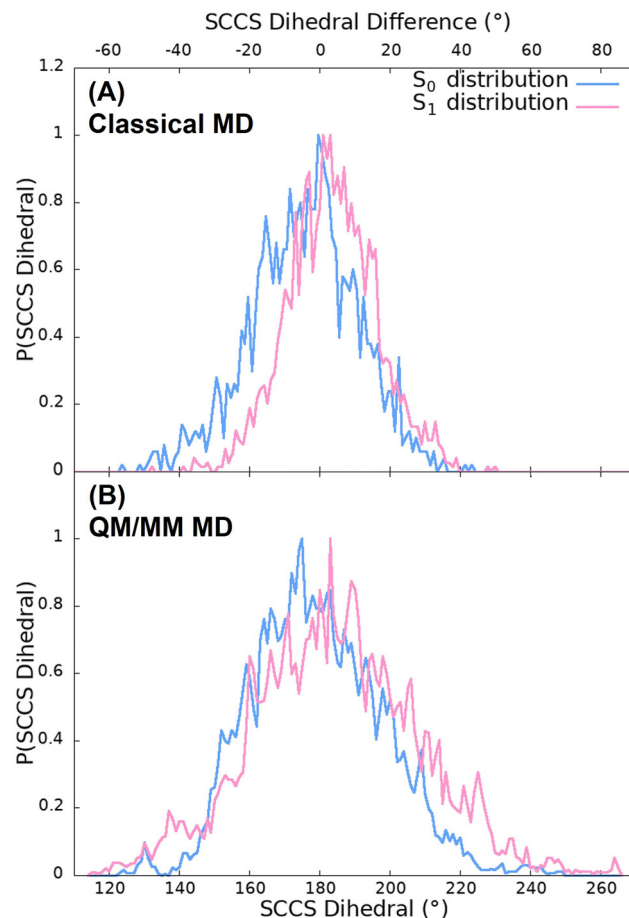 SCCS Dihedral Difference (°)
-60 -40 -20 0 20 40 60 80
1.2
(A)
Classical MD
S0 distribution
S1 distribution
1
0.8
0.6
0.4
0.2
0
P(SCCS Dihedral)
(B)
QM/MM MD
1
0.8
0.6
0.4
0.2
0
P(SCCS Dihedral)
120 140 160 180 200 220 240 260
SCCS Dihedral (°)